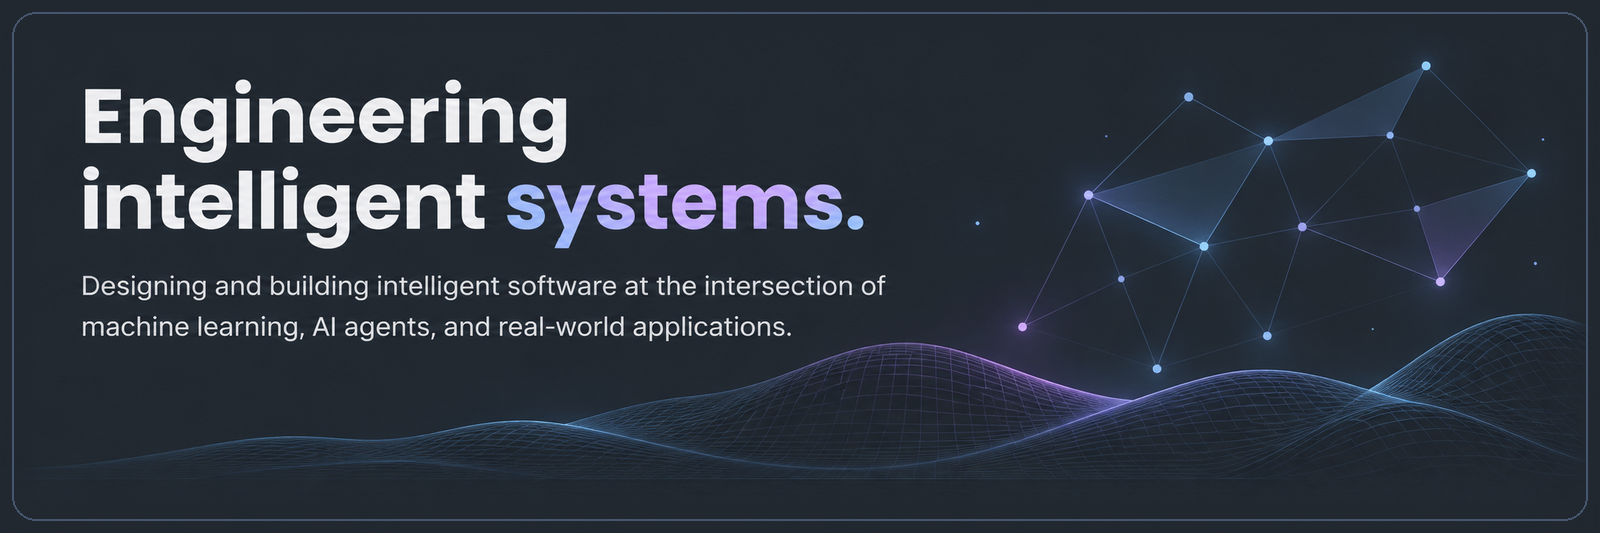 Engineering
intelligent systems.
Designing and building intelligent software at the intersection of
machine learning, AI agents, and real-world applications.